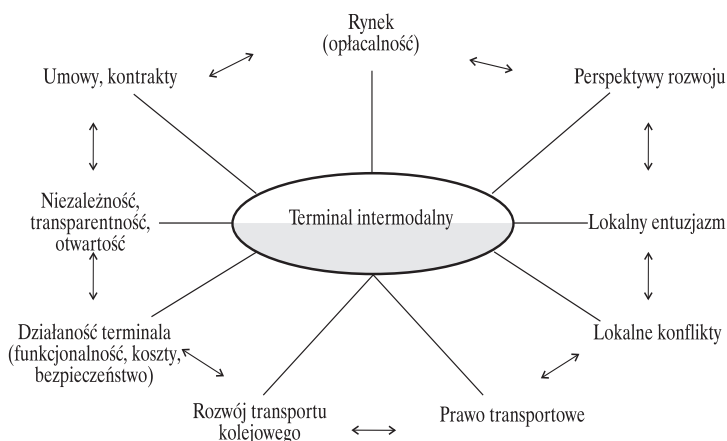 Rynek
(opłacalność)
Umowy, kontrakty
Perspektywy rozwoju
Niezależność,
transparentność,
otwartość
Terminal intermodalny
Lokalny entuzjazm
Działaność terminala
(funkcjonalność, koszty,
bezpieczeństwo)
Lokalne konflikty
Rozwój transportu
kolejowego
Prawo transportowe